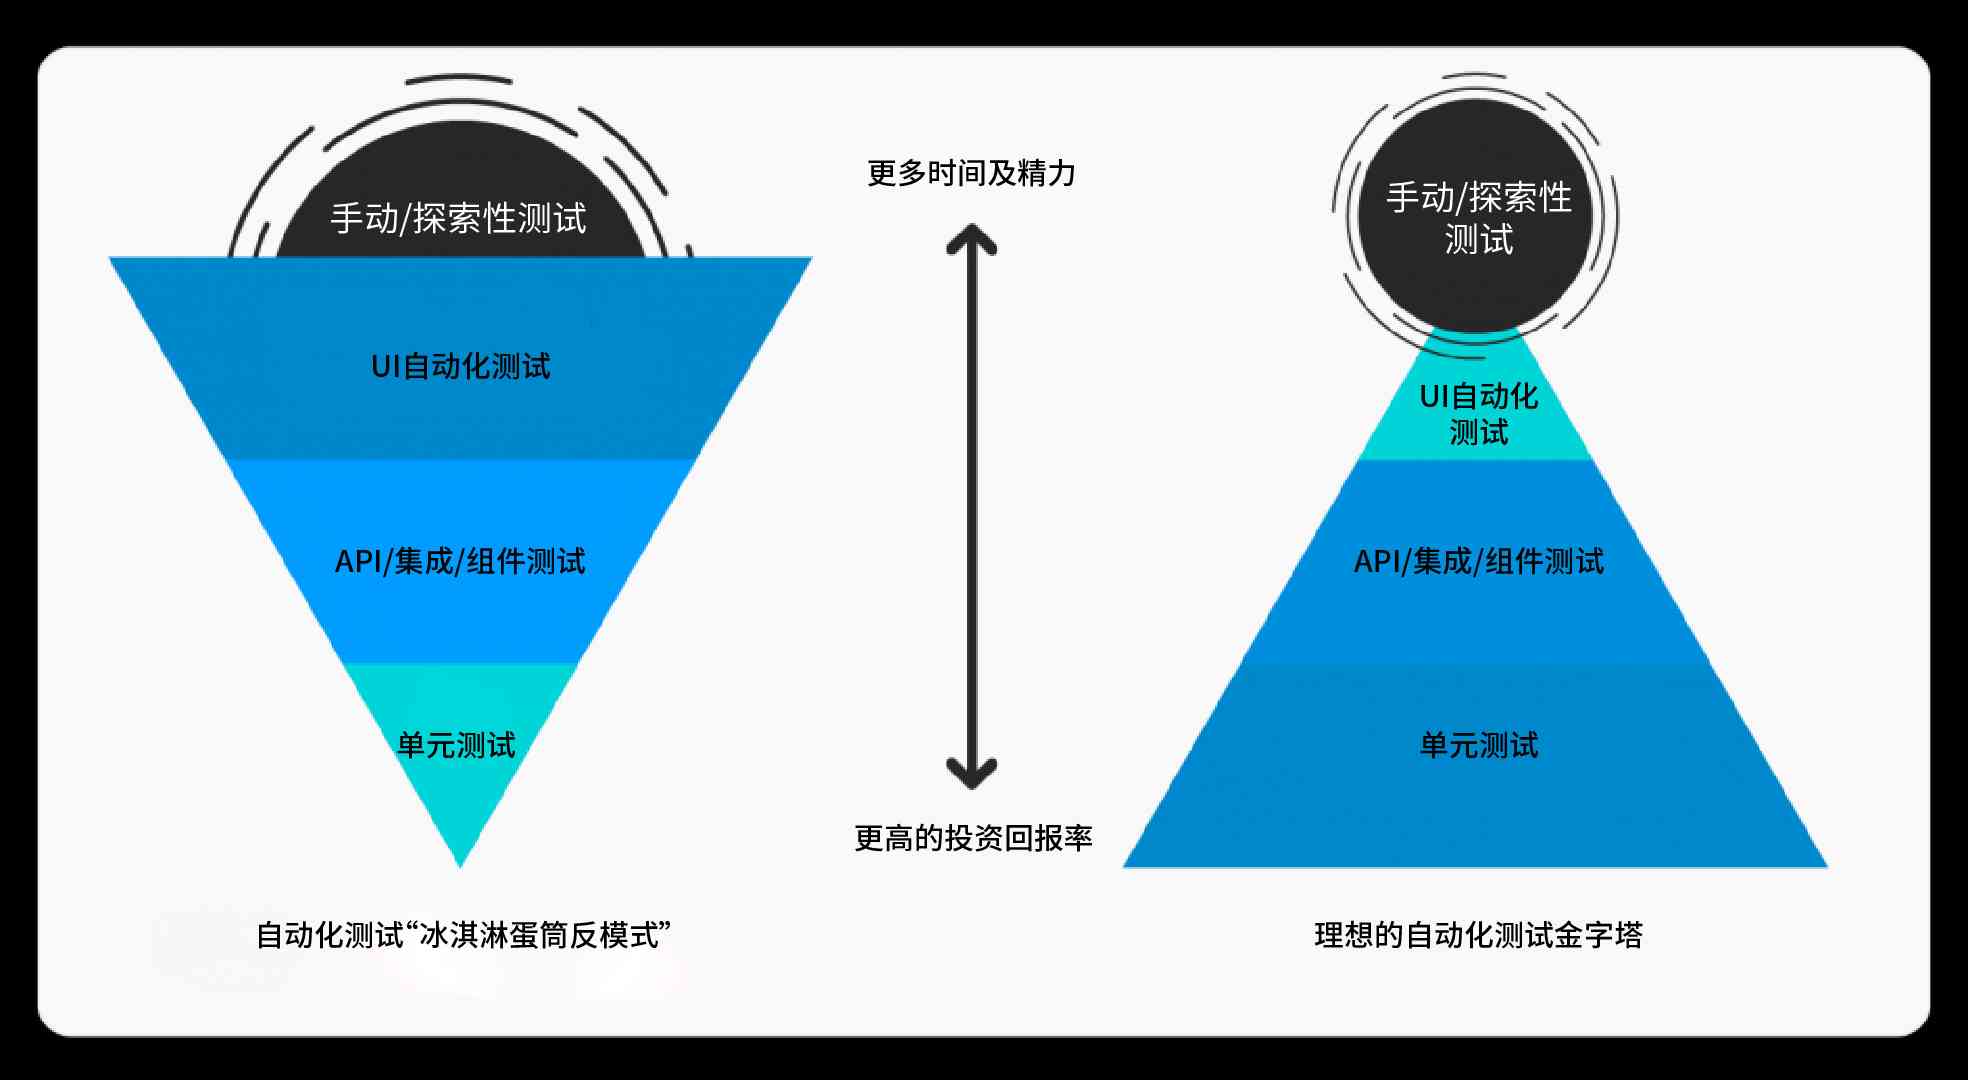 手动/探索性测试
UI自动化测试
API/集成/组件测试
单元测试
自动化测试“冰淇淋蛋筒反模式”
更多时间及精力
更高的投资回报率
手动/探索性
测试
UI自动化
测试
API/集成/组件测试
单元测试
理想的自动化测试金字塔